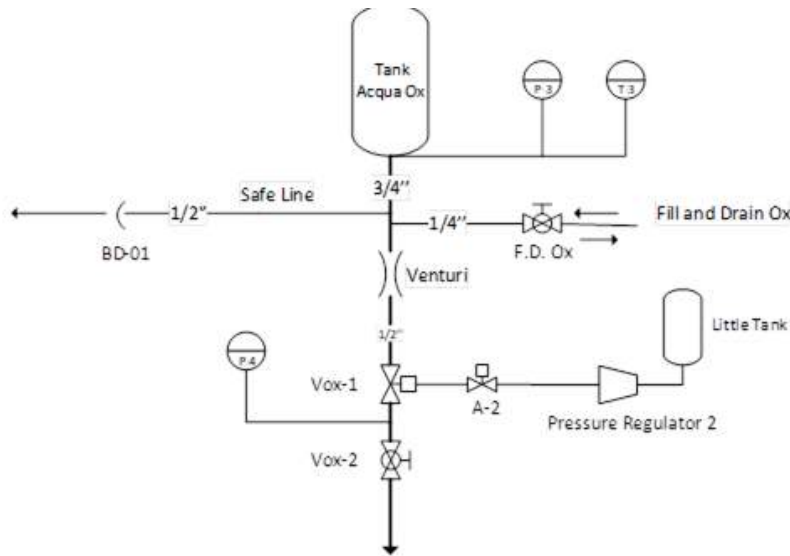 Tank
Acqua Ox
P-3
T-3
3/4’’
Safe Line
1/2”
1/4’’
Fill and Drain Ox
BD-01
F.D. Ox
Venturi
Little Tank
1/2’’
P-4
Vox-1
A-2
Pressure Regulator 2
Vox-2